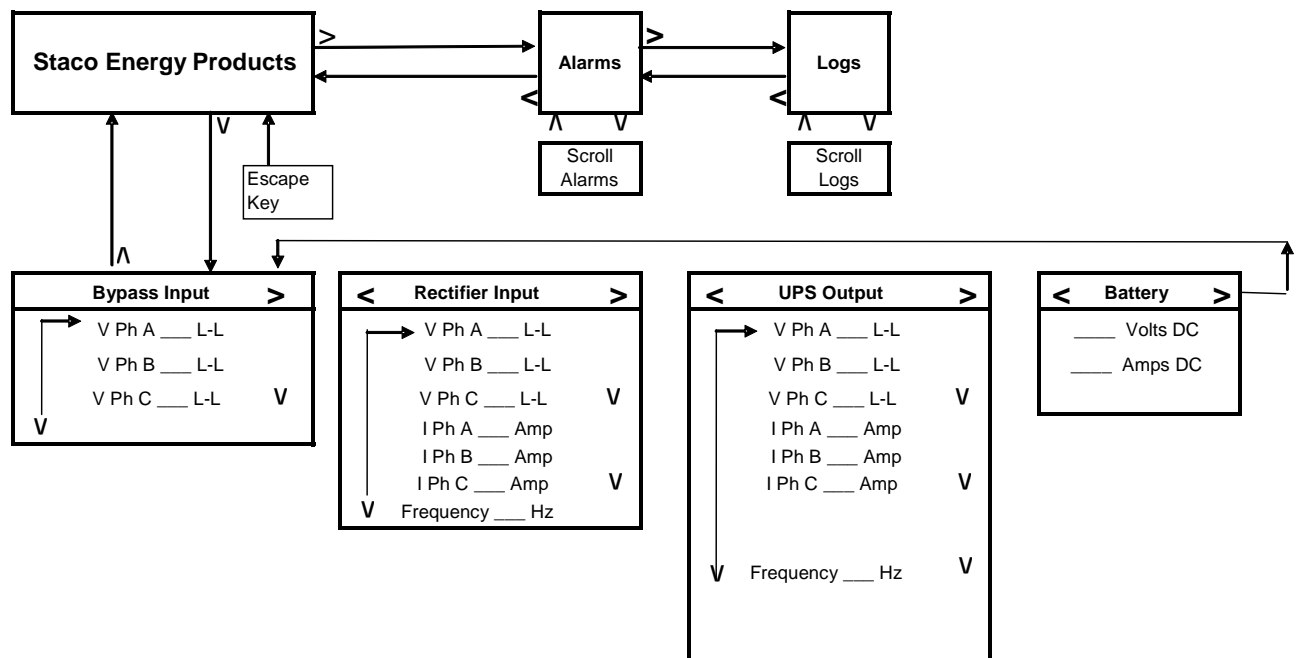 >
Staco Energy Products
Alarms
>
Logs
<
<
V
Λ V
Λ V
Escape
Key
Scroll
Alarms
Scroll
Logs
Λ
Bypass Input >
V Ph A ___ L-L
V Ph B ___ L-L
V Ph C ___ L-L V
V
< Rectifier Input >
V Ph A ___ L-L
V Ph B ___ L-L
V Ph C ___ L-L V
I Ph A ___ Amp
I Ph B ___ Amp
I Ph C ___ Amp V
V Frequency ___ Hz
< UPS Output >
V Ph A ___ L-L
V Ph B ___ L-L
V Ph C ___ L-L V
I Ph A ___ Amp
I Ph B ___ Amp
I Ph C ___ Amp V
V Frequency ___ Hz V
< Battery >
____ Volts DC
____ Amps DC